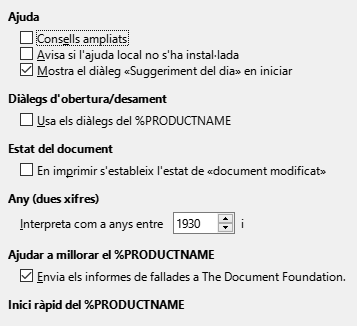 Ajuda
Consells ampliats
Avisa si l'ajuda local no s'ha instal·lada
Mostra el diàleg «Suggeriment del dia» en iniciar
Diàlegs d'obertura/desament
Usa els diàlegs del %PRODUCTNAME
Estat del document
En imprimir s'estableix l'estat de «document modificat»
Any (dues xifres)
Interpreta com a anys entre 1930 i
Ajudar a millorar el %PRODUCTNAME
Envia els informes de fallades a The Document Foundation.
Inici ràpid del %PRODUCTNAME